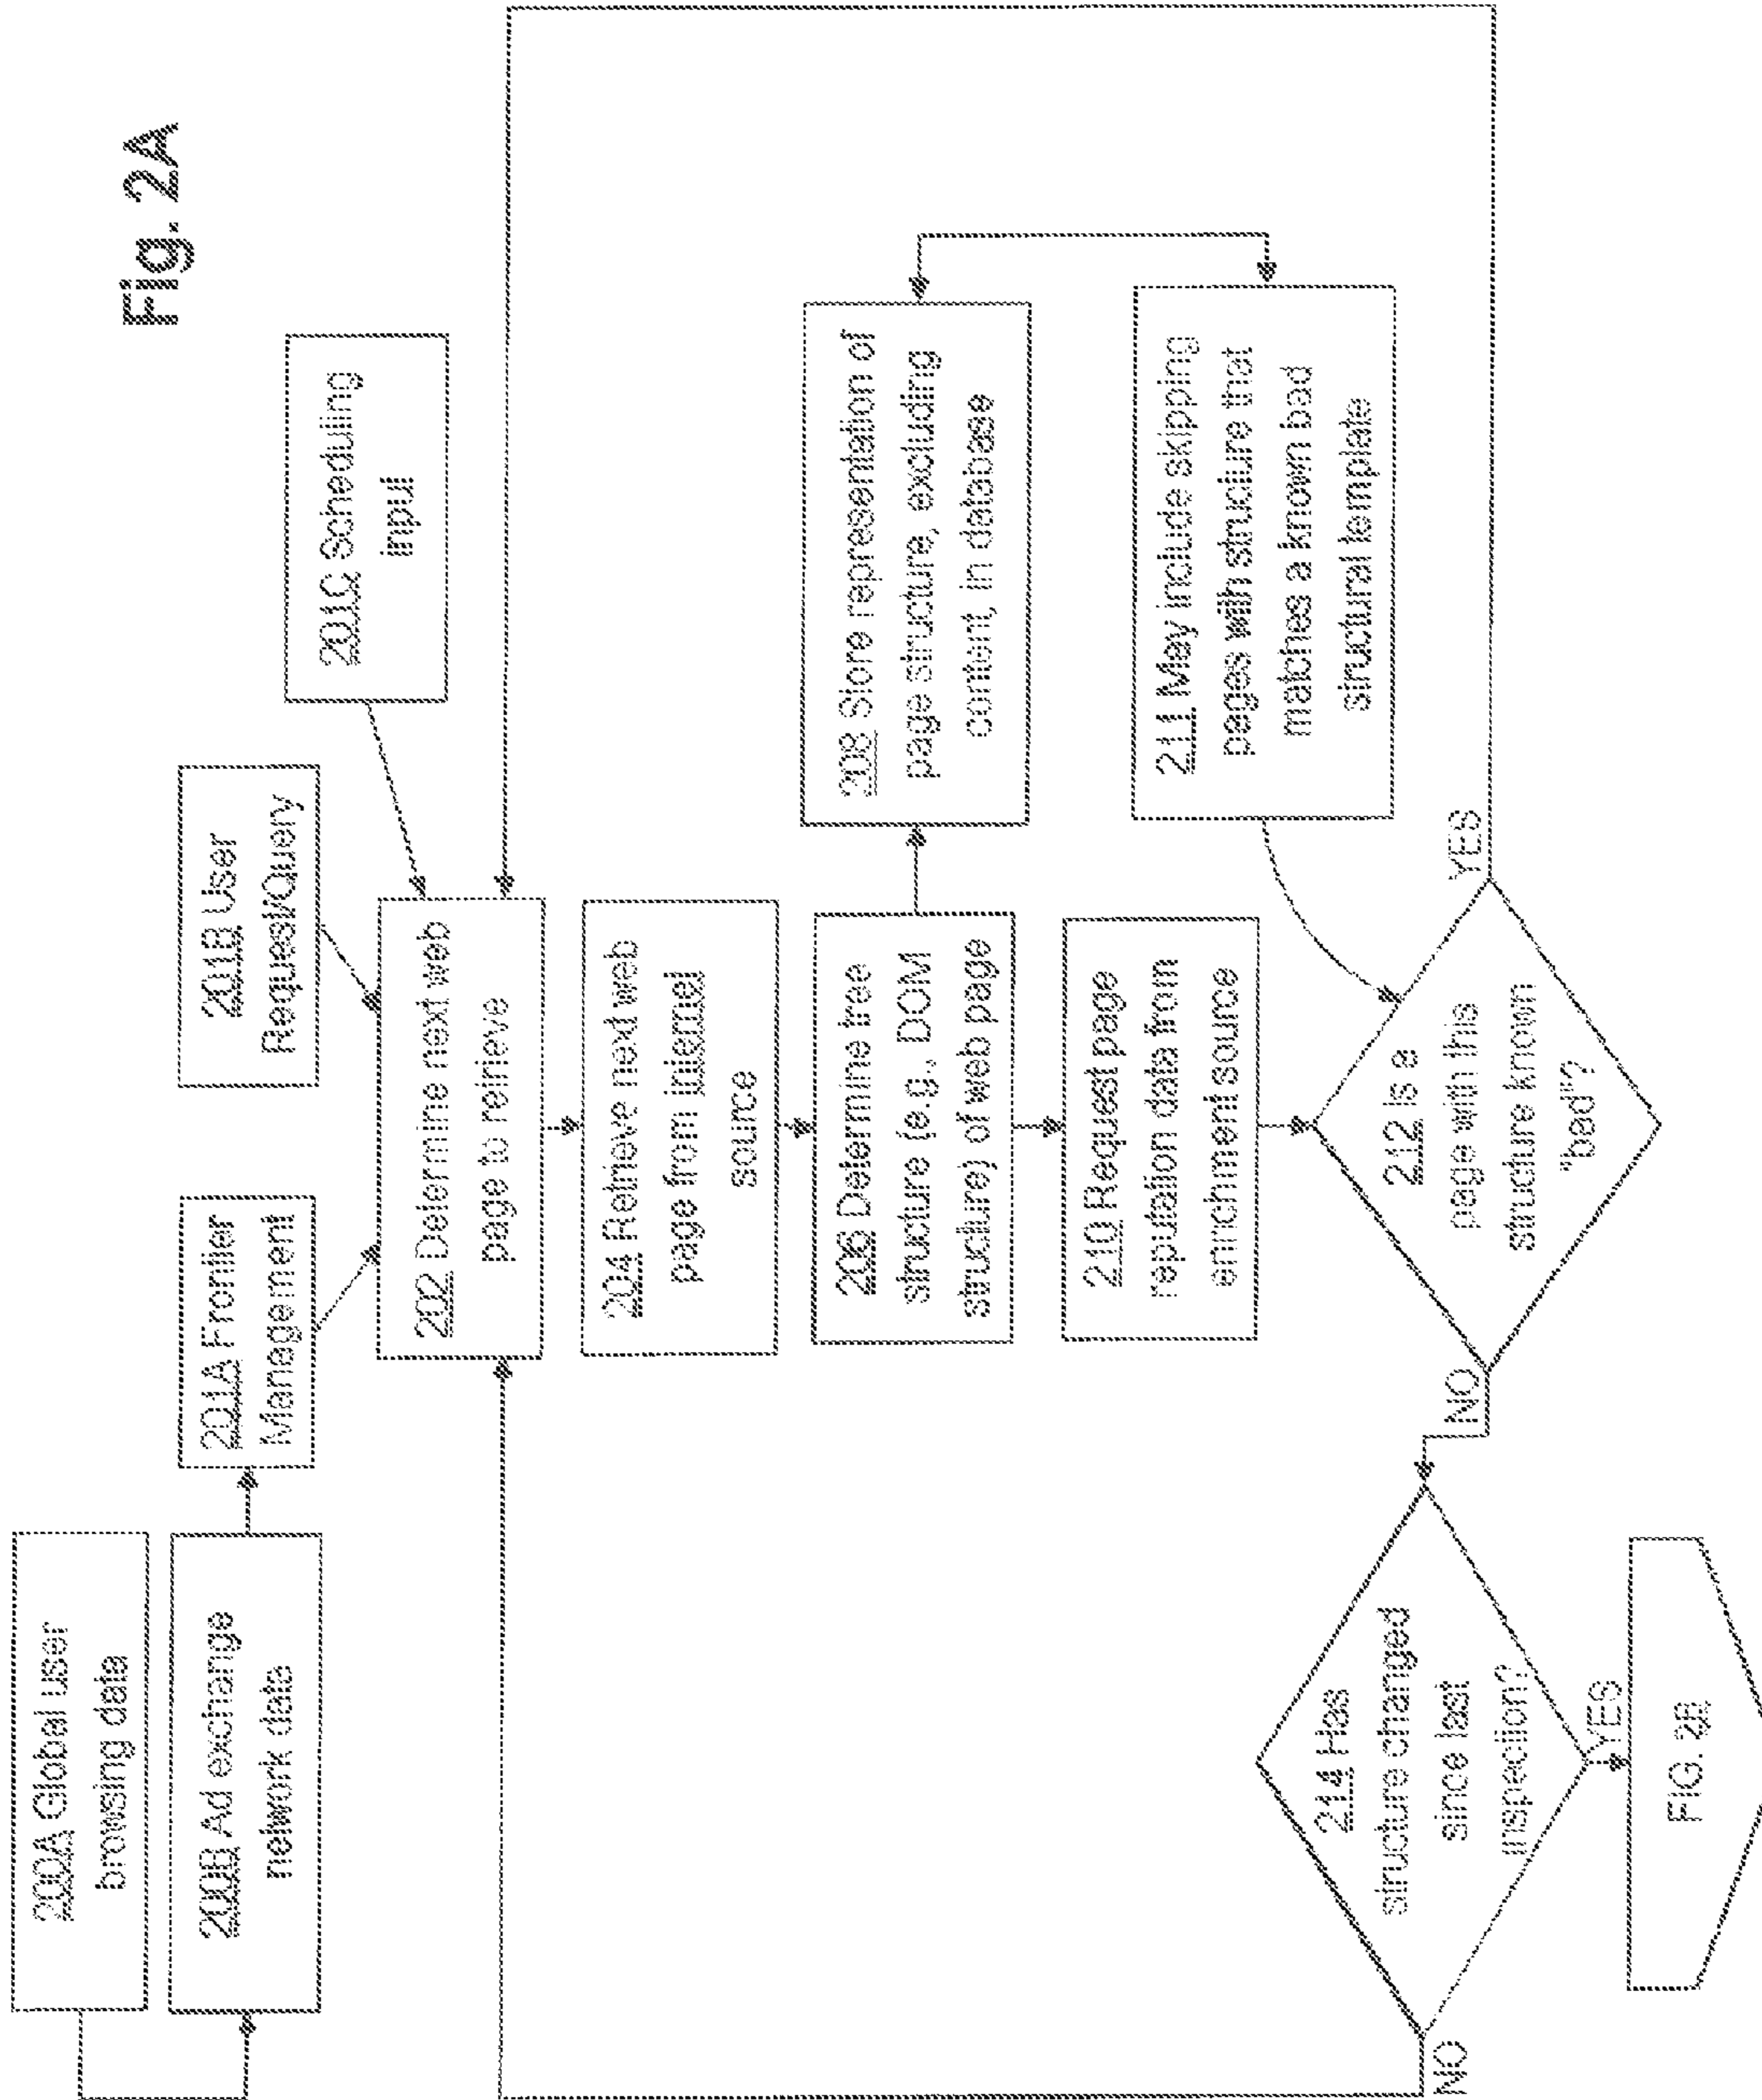 Fig. 2A
200A Global user
browsing data
200B Ad exchange
network data
201A Frontier
Management
201B User
Request/Query
201C Scheduling
input
202 Determine next web
page to retrieve
204 Retrieve next web
page from internet
source
206 Determine tree
structure (e.g., DOM
structure) of web page
208 Store representation of
page structure, excluding
content, in database
210 Request page
reputation data from
enrichment source
211 May include skipping
pages with structure that
matches a known bad
structural template
212 Is a
page with this
structure known
"bad"?
YES
NO
214 Has
structure changed
since last
inspection?
NO
YES
FIG. 2B